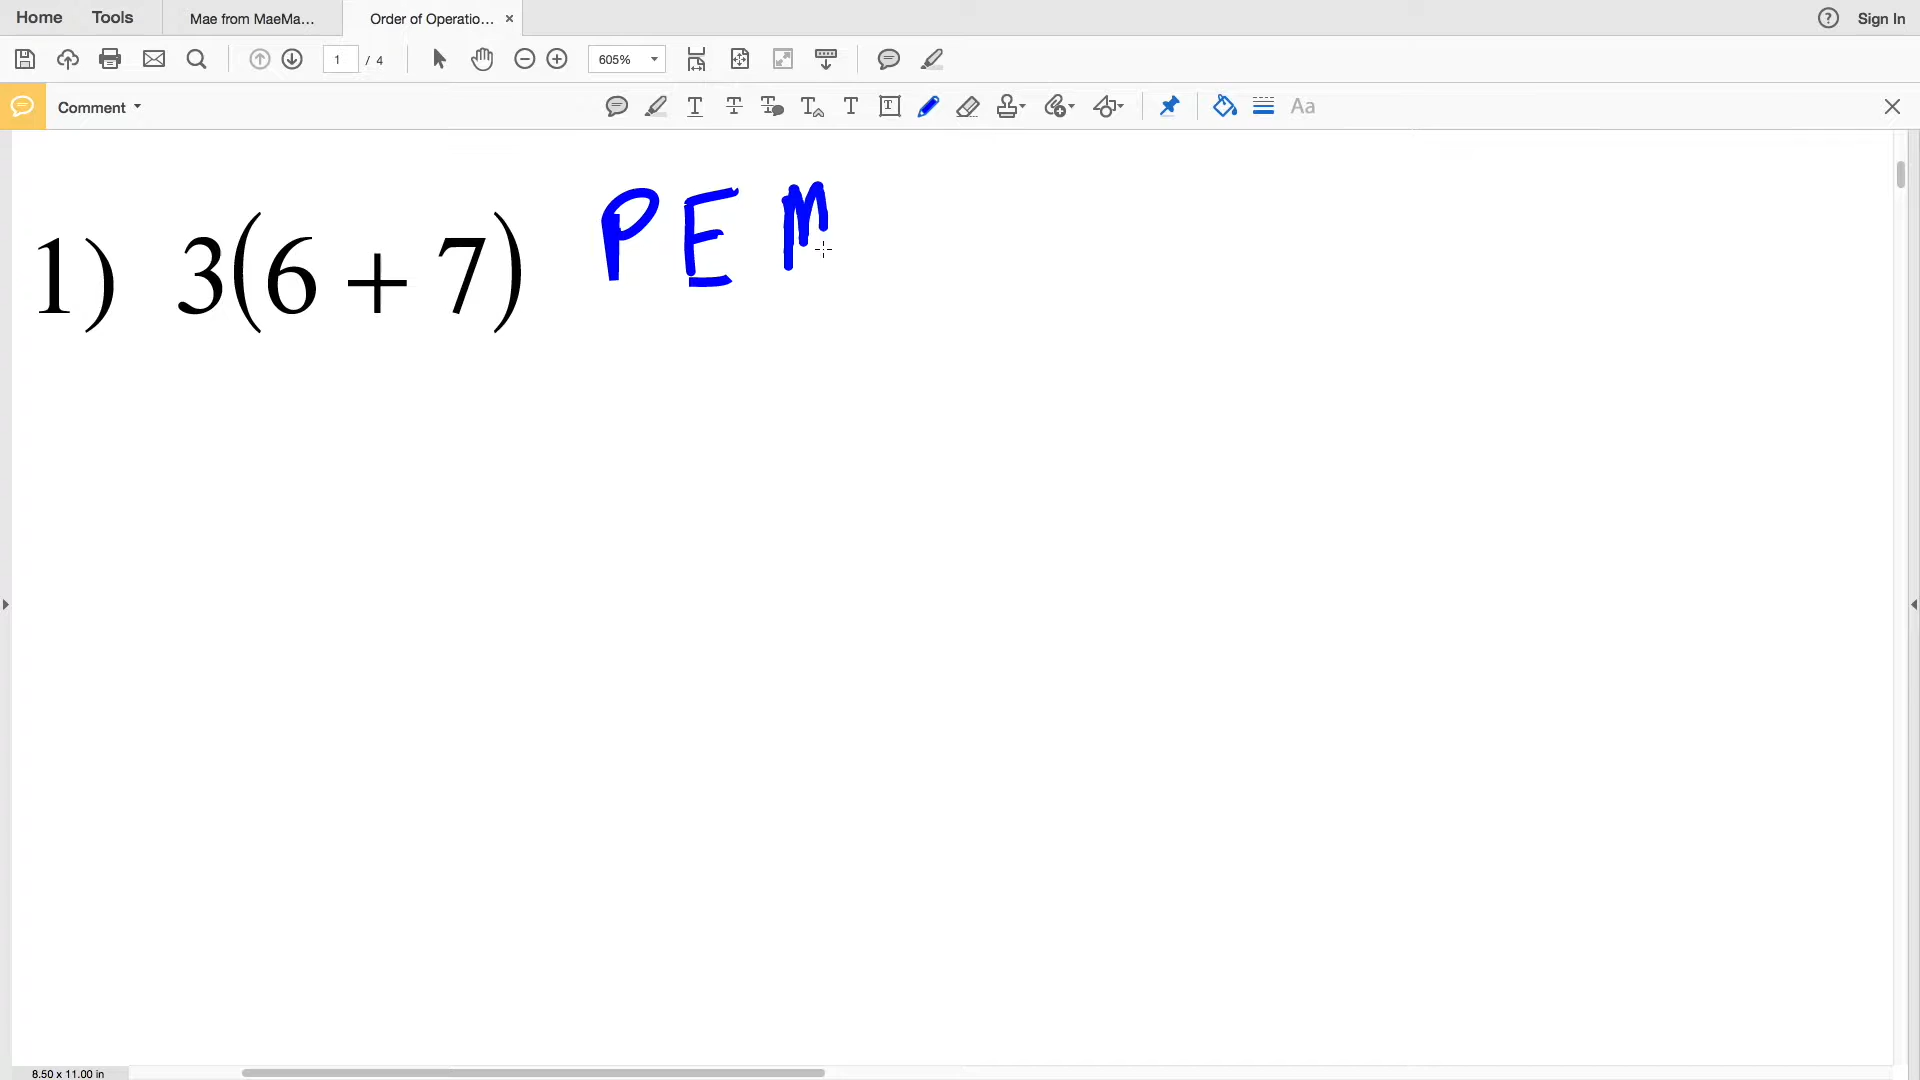 Home Tools Mae from MaeMa... Order of Operatio... × ? Sign In
1 / 4 605%
Comment Aa
1) 3(6 + 7) PEM
8.50 x 11.00 in